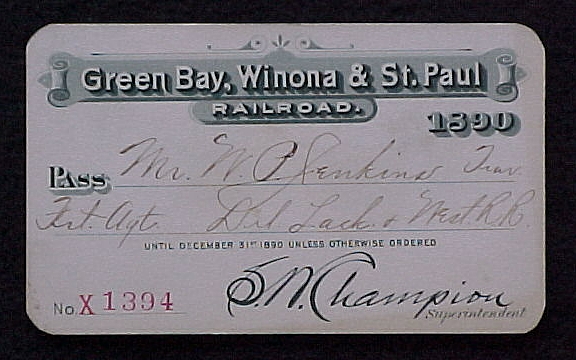 Green Bay, Winona & St. Paul
RAILROAD.
1890
PASS Mr. W. P. Jenkins Trav.
Frt. Agt. Del Lack. & West R.R.
UNTIL DECEMBER 31ST 1890 UNLESS OTHERWISE ORDERED
S. W. Champion
Superintendent
No X 1394